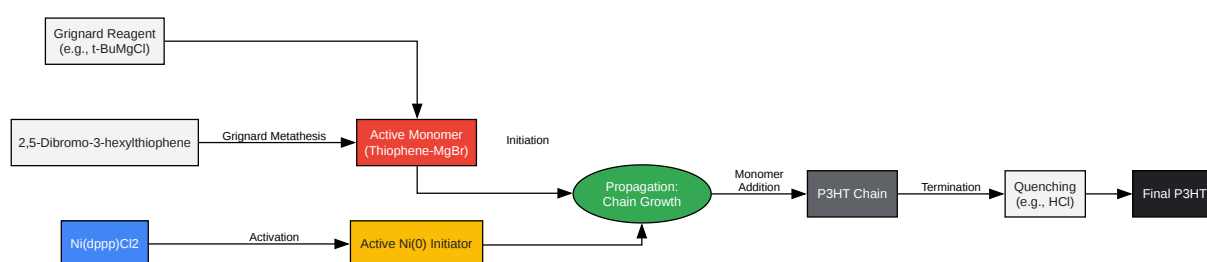 Grignard Reagent
(e.g., t-BuMgCl)
2,5-Dibromo-3-hexylthiophene
Grignard Metathesis
Active Monomer
(Thiophene-MgBr)
Initiation
Propagation:
Chain Growth
Monomer
Addition
P3HT Chain
Termination
Quenching
(e.g., HCl)
Final P3HT
Ni(dppp)Cl2
Activation
Active Ni(0) Initiator